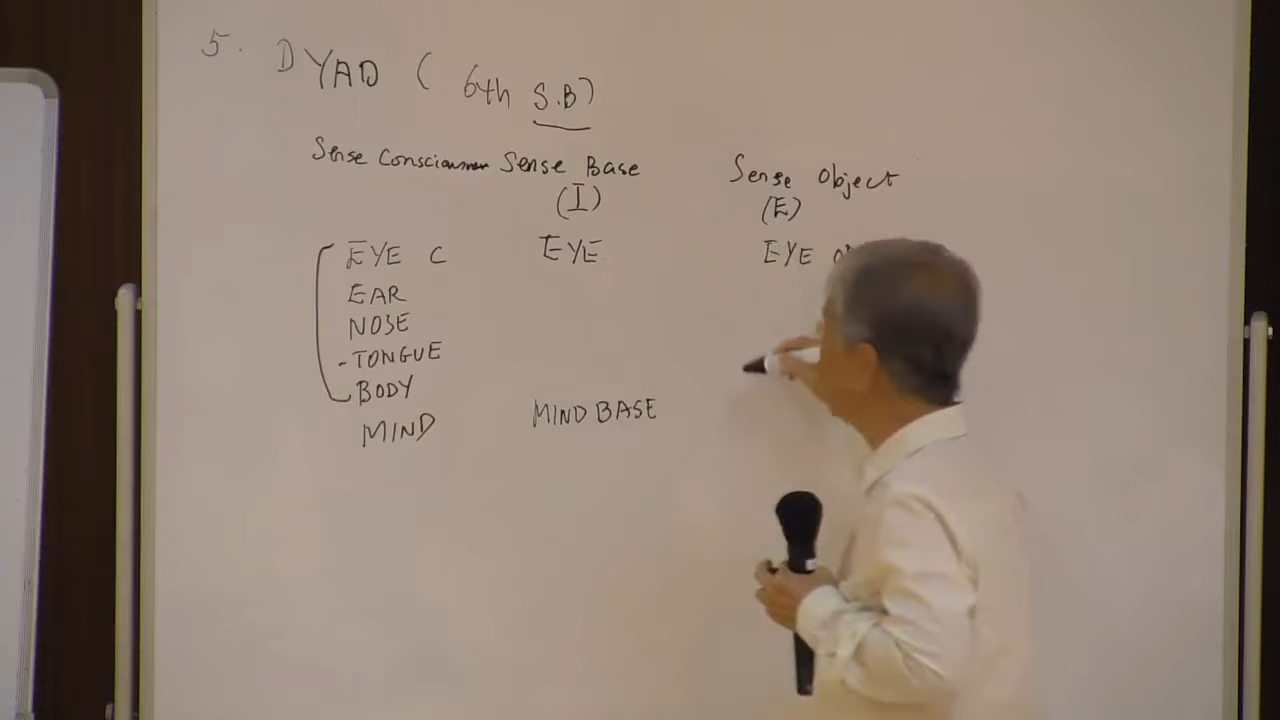 5. DYAD ( 6th S.B )
Sense Consciousness Sense Base Sense Object
(I) (E)
EYE C EYE EYE
EAR
NOSE
-TONGUE
BODY
MIND MIND BASE